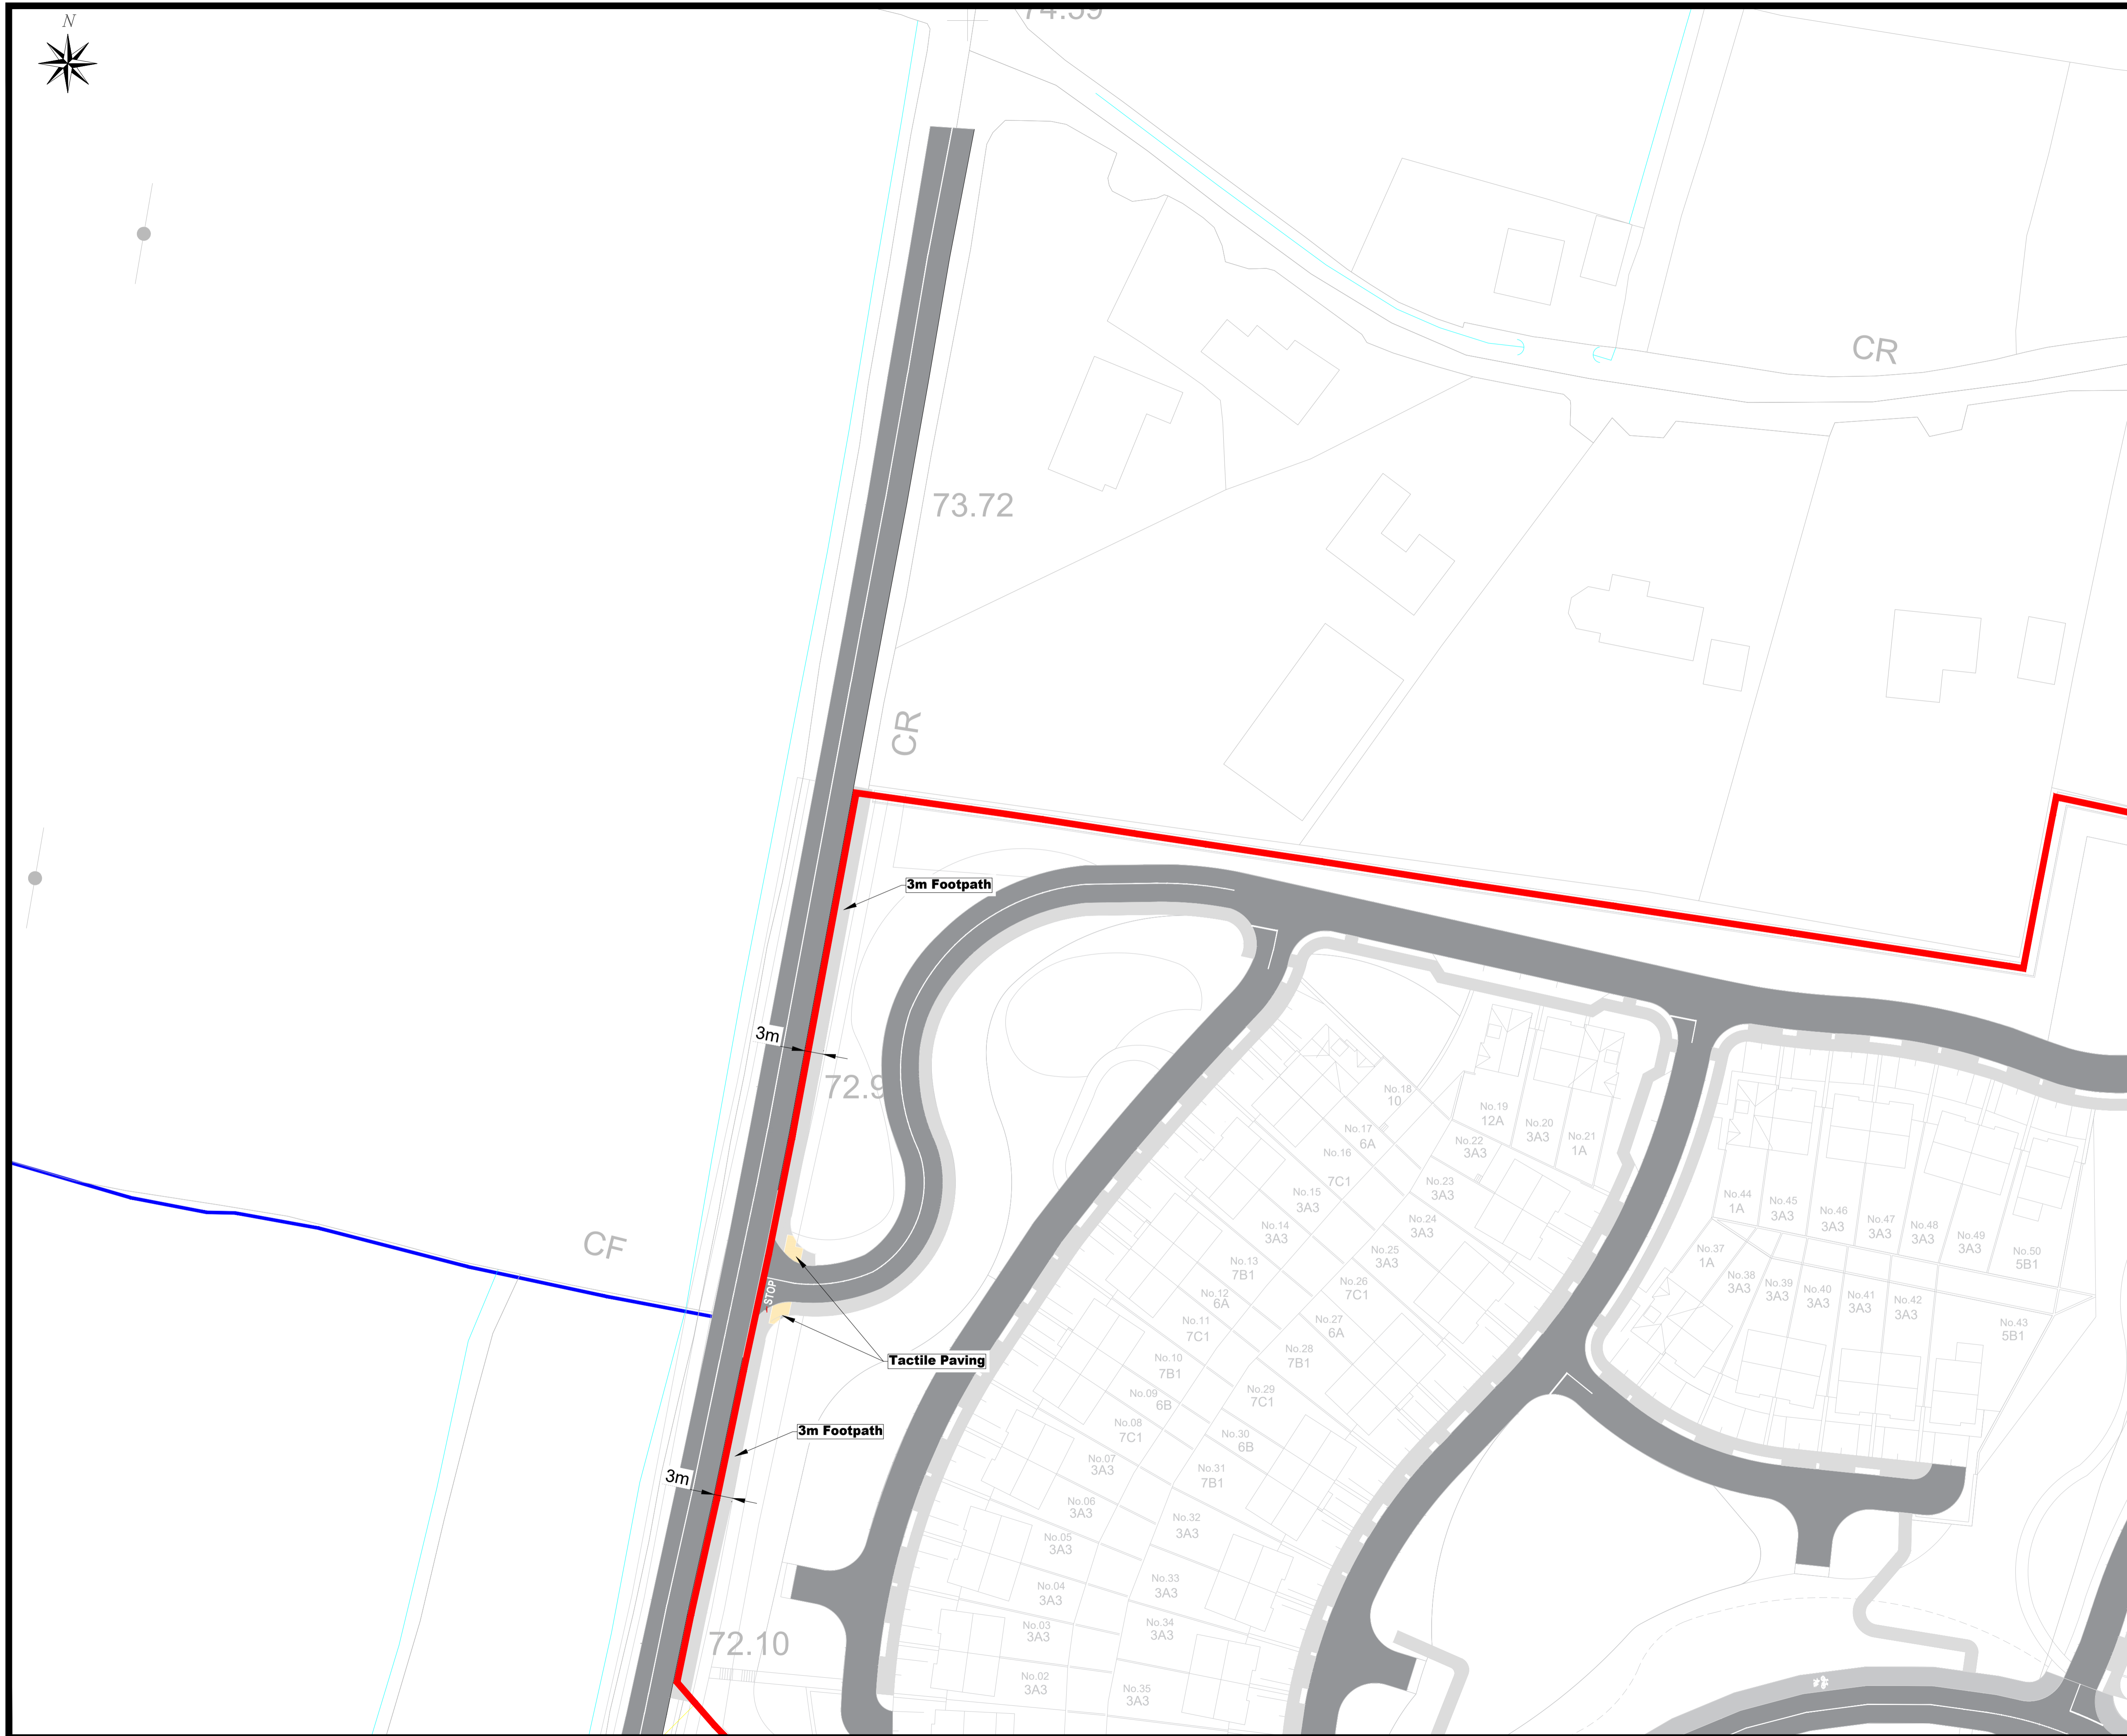 N
74.59
CR
73.72
CR
3m Footpath
3m
72.9
CF
STOP
Tactile Paving
3m Footpath
3m
72.10
No.18
10
No.19
12A
No.20
3A3
No.21
1A
No.17
6A
No.22
3A3
No.16
7C1
No.23
3A3
No.15
3A3
No.24
3A3
No.14
3A3
No.25
3A3
No.13
7B1
No.26
7C1
No.12
6A
No.27
6A
No.11
7C1
No.28
7B1
No.10
7B1
No.29
7C1
No.09
6B
No.08
7C1
No.30
6B
No.07
3A3
No.31
7B1
No.06
3A3
No.32
3A3
No.05
3A3
No.33
3A3
No.04
3A3
No.34
3A3
No.03
3A3
No.02
3A3
No.35
3A3
No.44
1A
No.45
3A3
No.46
3A3
No.47
3A3
No.48
3A3
No.49
3A3
No.50
5B1
No.37
1A
No.38
3A3
No.39
3A3
No.40
3A3
No.41
3A3
No.42
3A3
No.43
5B1